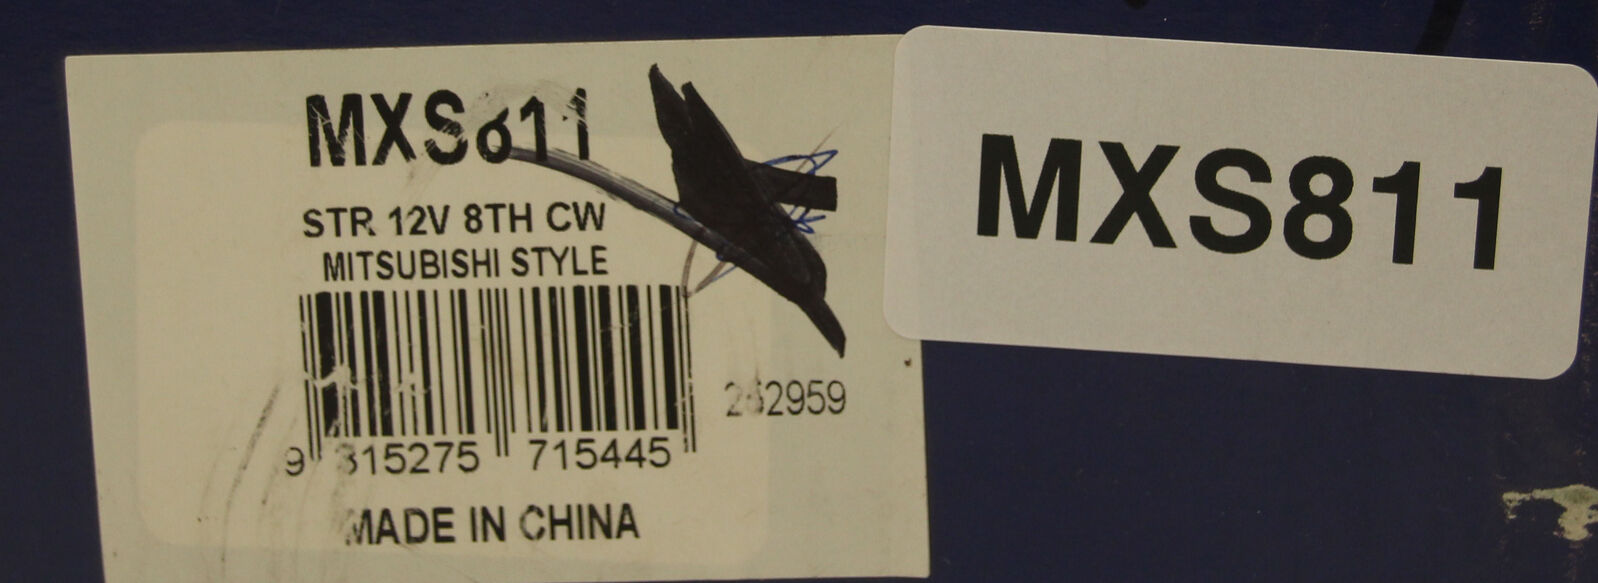 MXS811
STR 12V 8TH CW
MITSUBISHI STYLE
9 315275 715445
MADE IN CHINA
MXS811